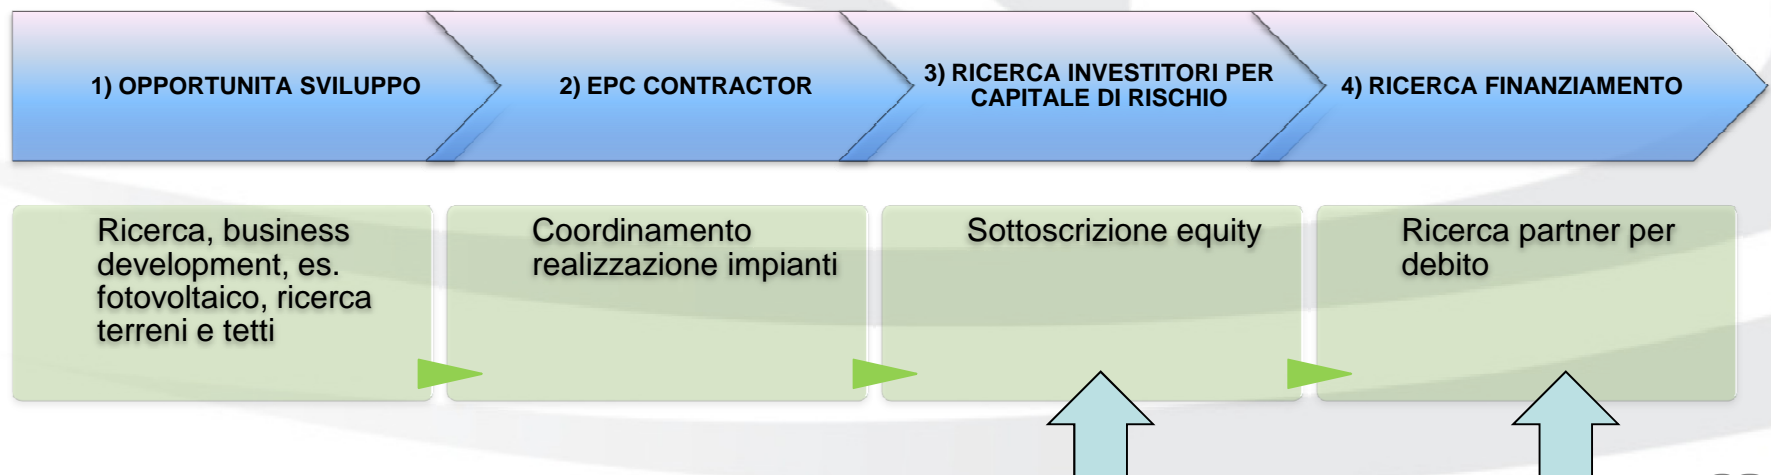 1) OPPORTUNITA SVILUPPO
2) EPC CONTRACTOR
3) RICERCA INVESTITORI PER
CAPITALE DI RISCHIO
4) RICERCA FINANZIAMENTO
Ricerca, business
development, es.
fotovoltaico, ricerca
terreni e tetti
Coordinamento
realizzazione impianti
Sottoscrizione equity
Ricerca partner per
debito